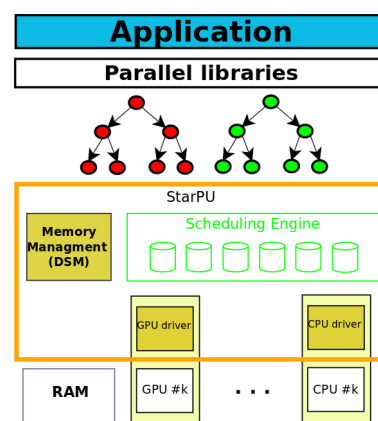 Application
Parallel libraries
StarPU
Memory
Managment
(DSM)
Scheduling Engine
GPU driver
CPU driver
RAM
GPU #k
. . .
CPU #k